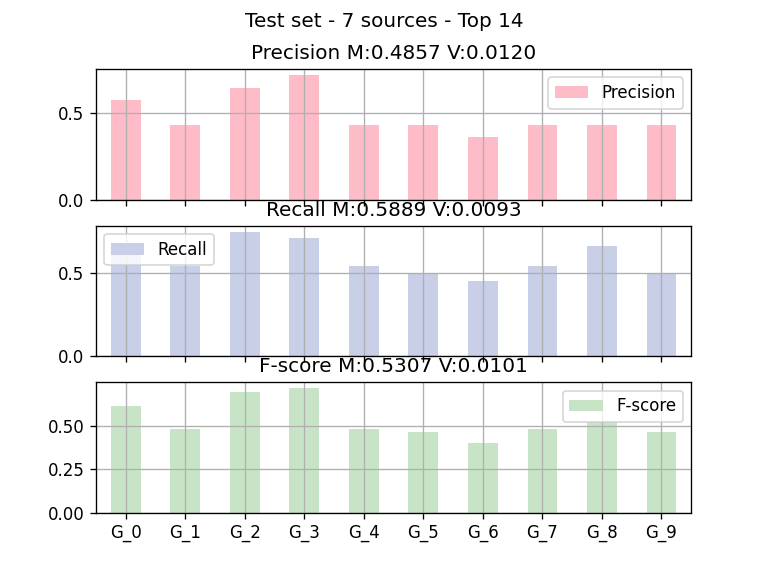 Test set - 7 sources - Top 14
Precision M:0.4857 V:0.0120
Precision
0.5
0.0
Recall M:0.5889 V:0.0093
Recall
0.5
0.0
F-score M:0.5307 V:0.0101
F-score
0.50
0.25
0.00
G_0 G_1 G_2 G_3 G_4 G_5 G_6 G_7 G_8 G_9